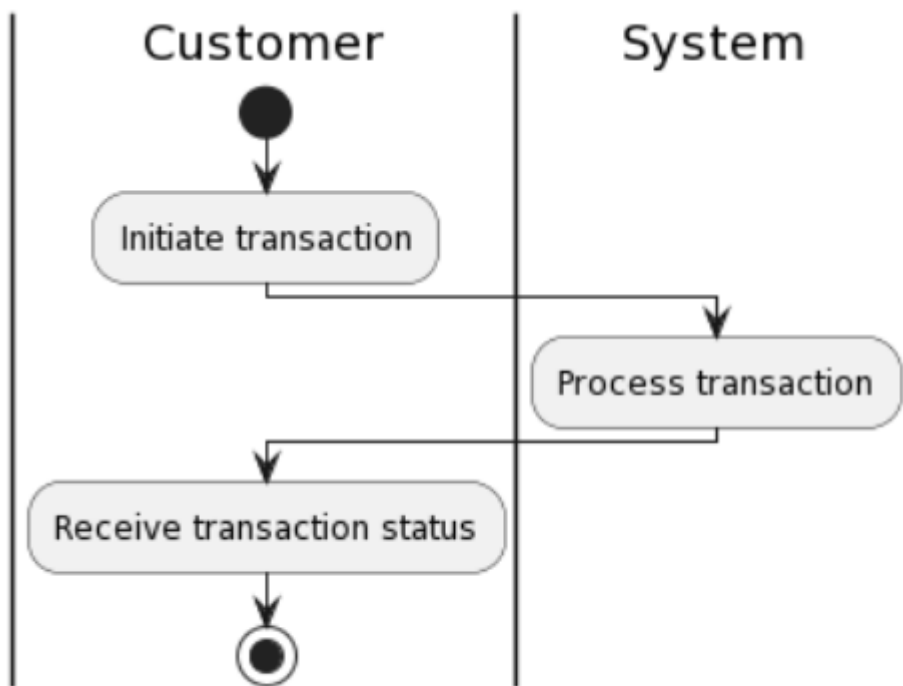 Customer
System
Initiate transaction
Process transaction
Receive transaction status